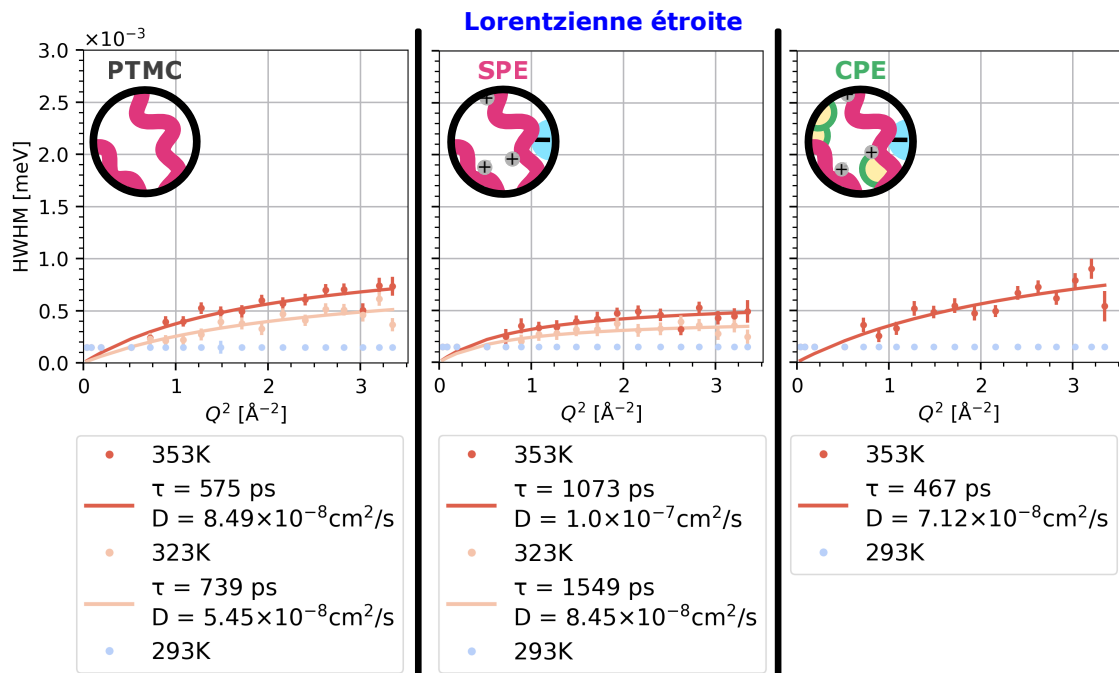 Lorentzienne étroite
×10⁻³
PTMC
SPE
CPE
HWHM [meV]
3.0
2.5
2.0
1.5
1.0
0.5
0.0
+
+
+
−
+
+
+
−
0 1 2 3
0 1 2 3
0 1 2 3
Q² [Å⁻²]
Q² [Å⁻²]
Q² [Å⁻²]
353K
τ = 575 ps
D = 8.49×10⁻⁸cm²/s
323K
τ = 739 ps
D = 5.45×10⁻⁸cm²/s
293K
353K
τ = 1073 ps
D = 1.0×10⁻⁷cm²/s
323K
τ = 1549 ps
D = 8.45×10⁻⁸cm²/s
293K
353K
τ = 467 ps
D = 7.12×10⁻⁸cm²/s
293K